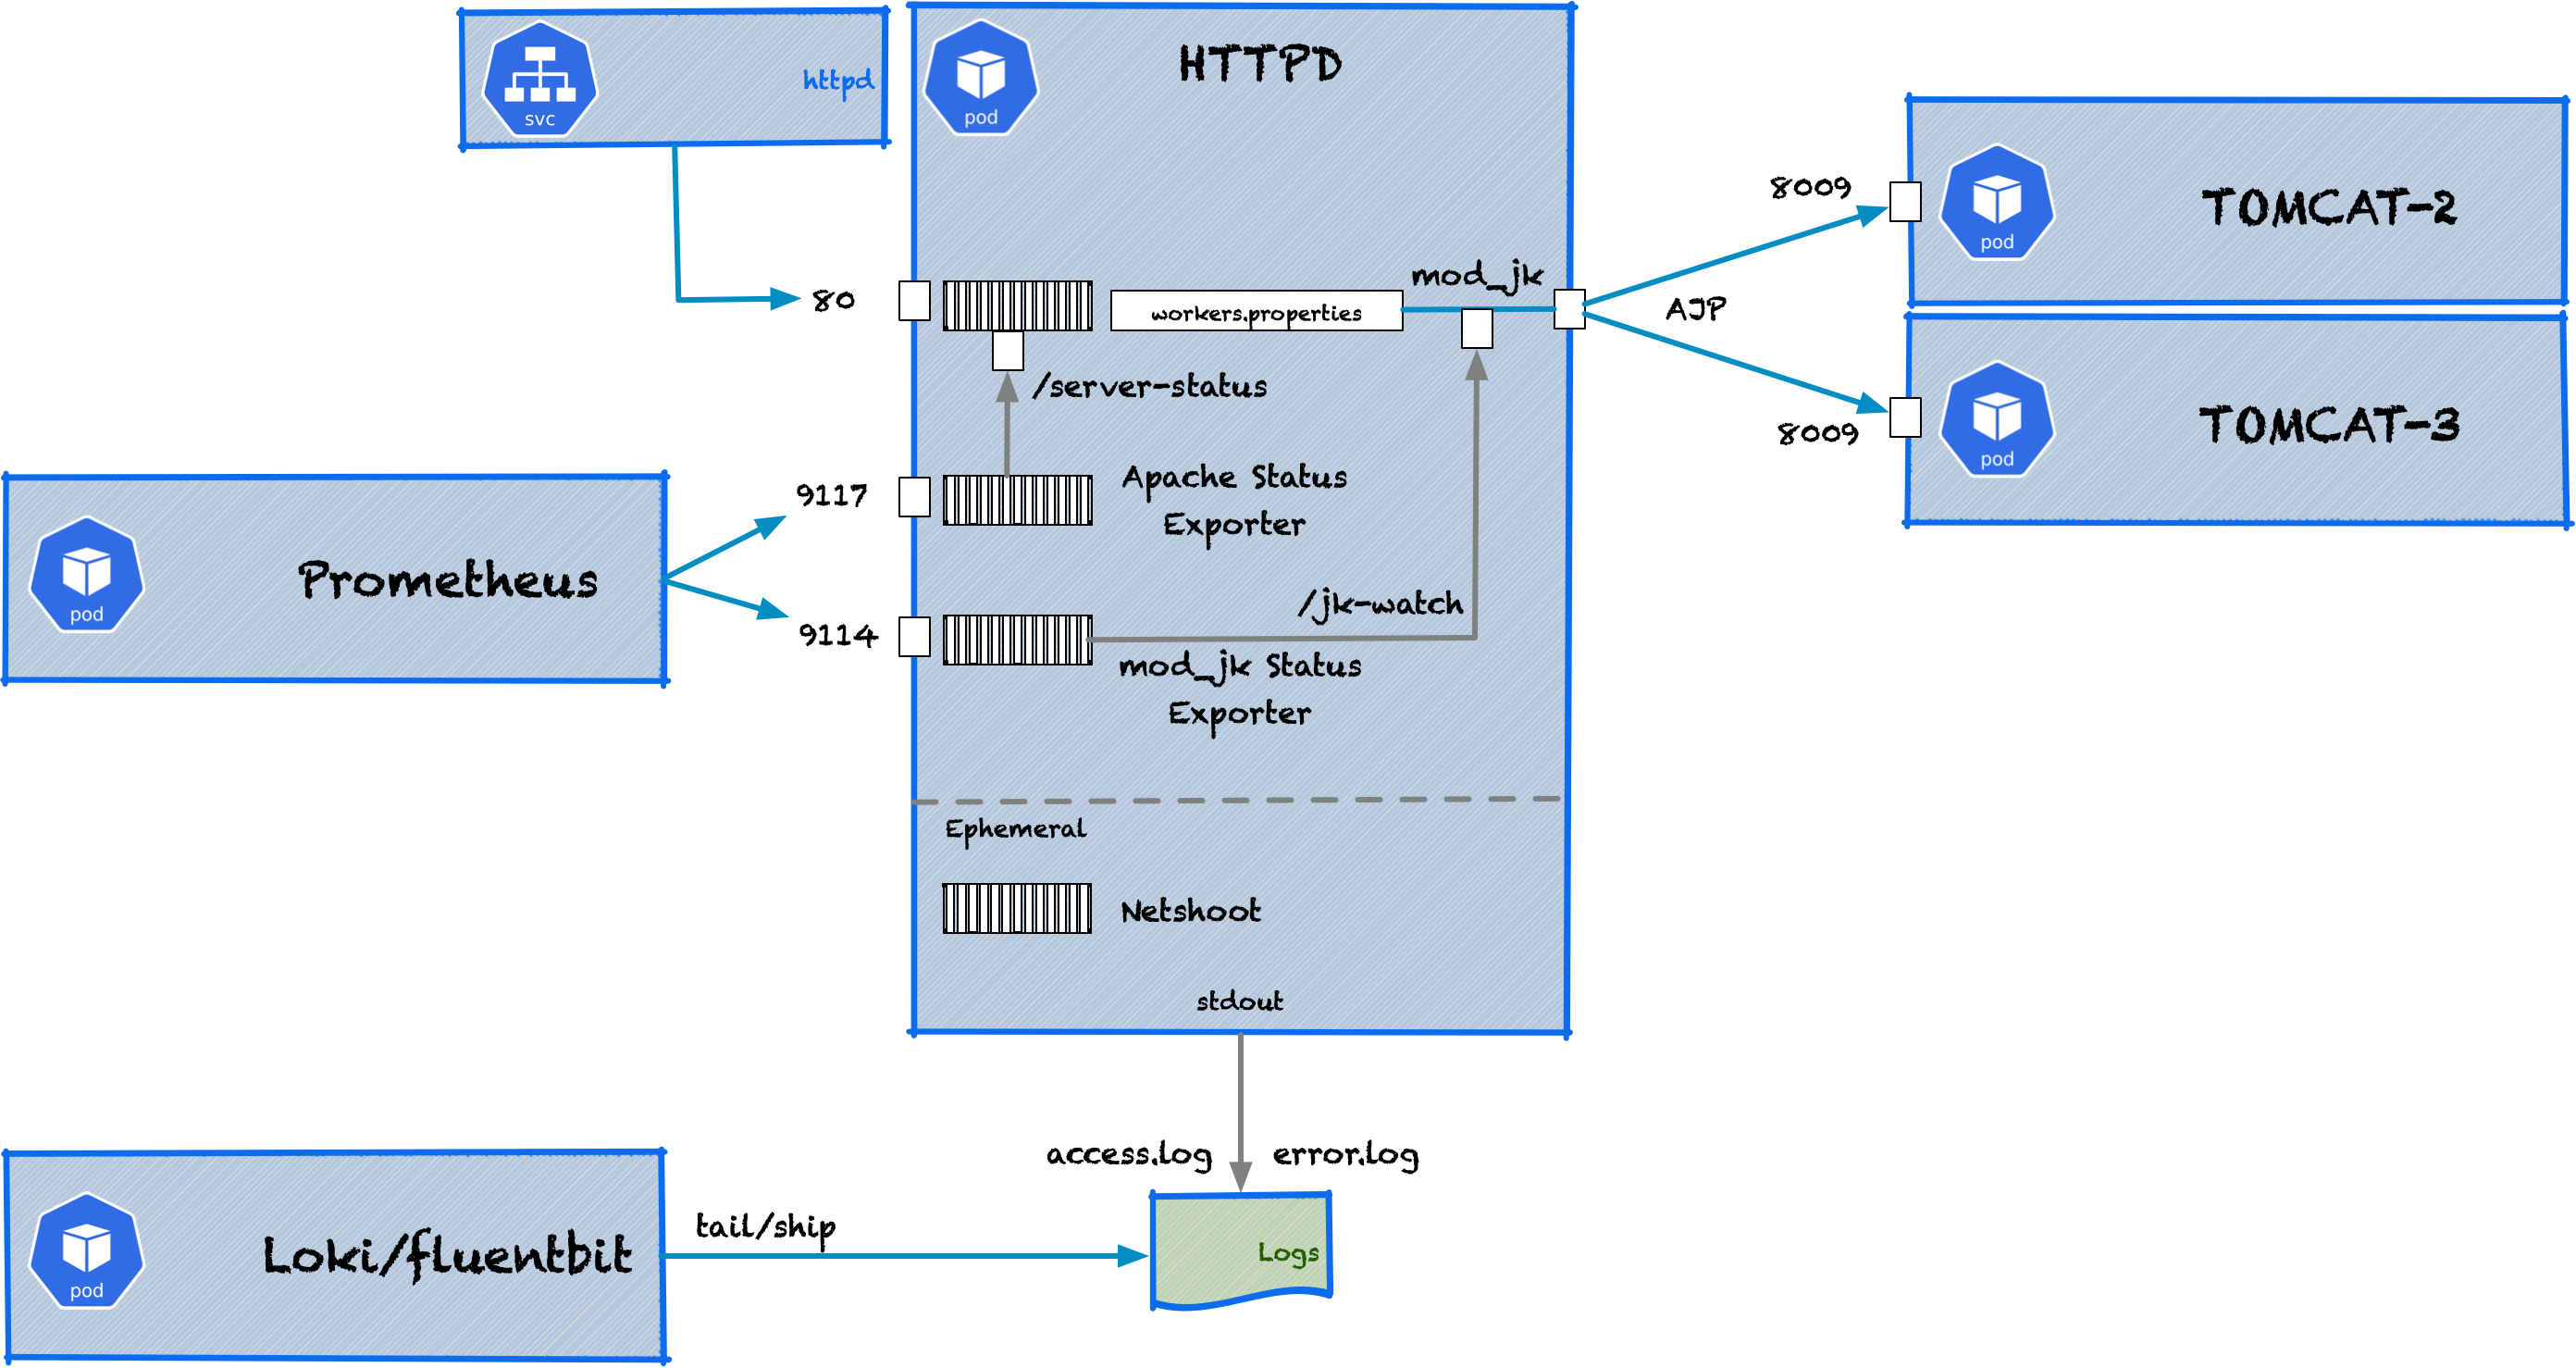 svc
httpd
pod
HTTPD
80
workers.properties
mod_jk
/server-status
AJP
8009
8009
pod
TOMCAT-2
pod
TOMCAT-3
pod
Prometheus
9117
9114
Apache Status
Exporter
/jk-watch
mod_jk Status
Exporter
Ephemeral
Netshoot
stdout
access.log
error.log
pod
Loki/fluentbit
tail/ship
Logs